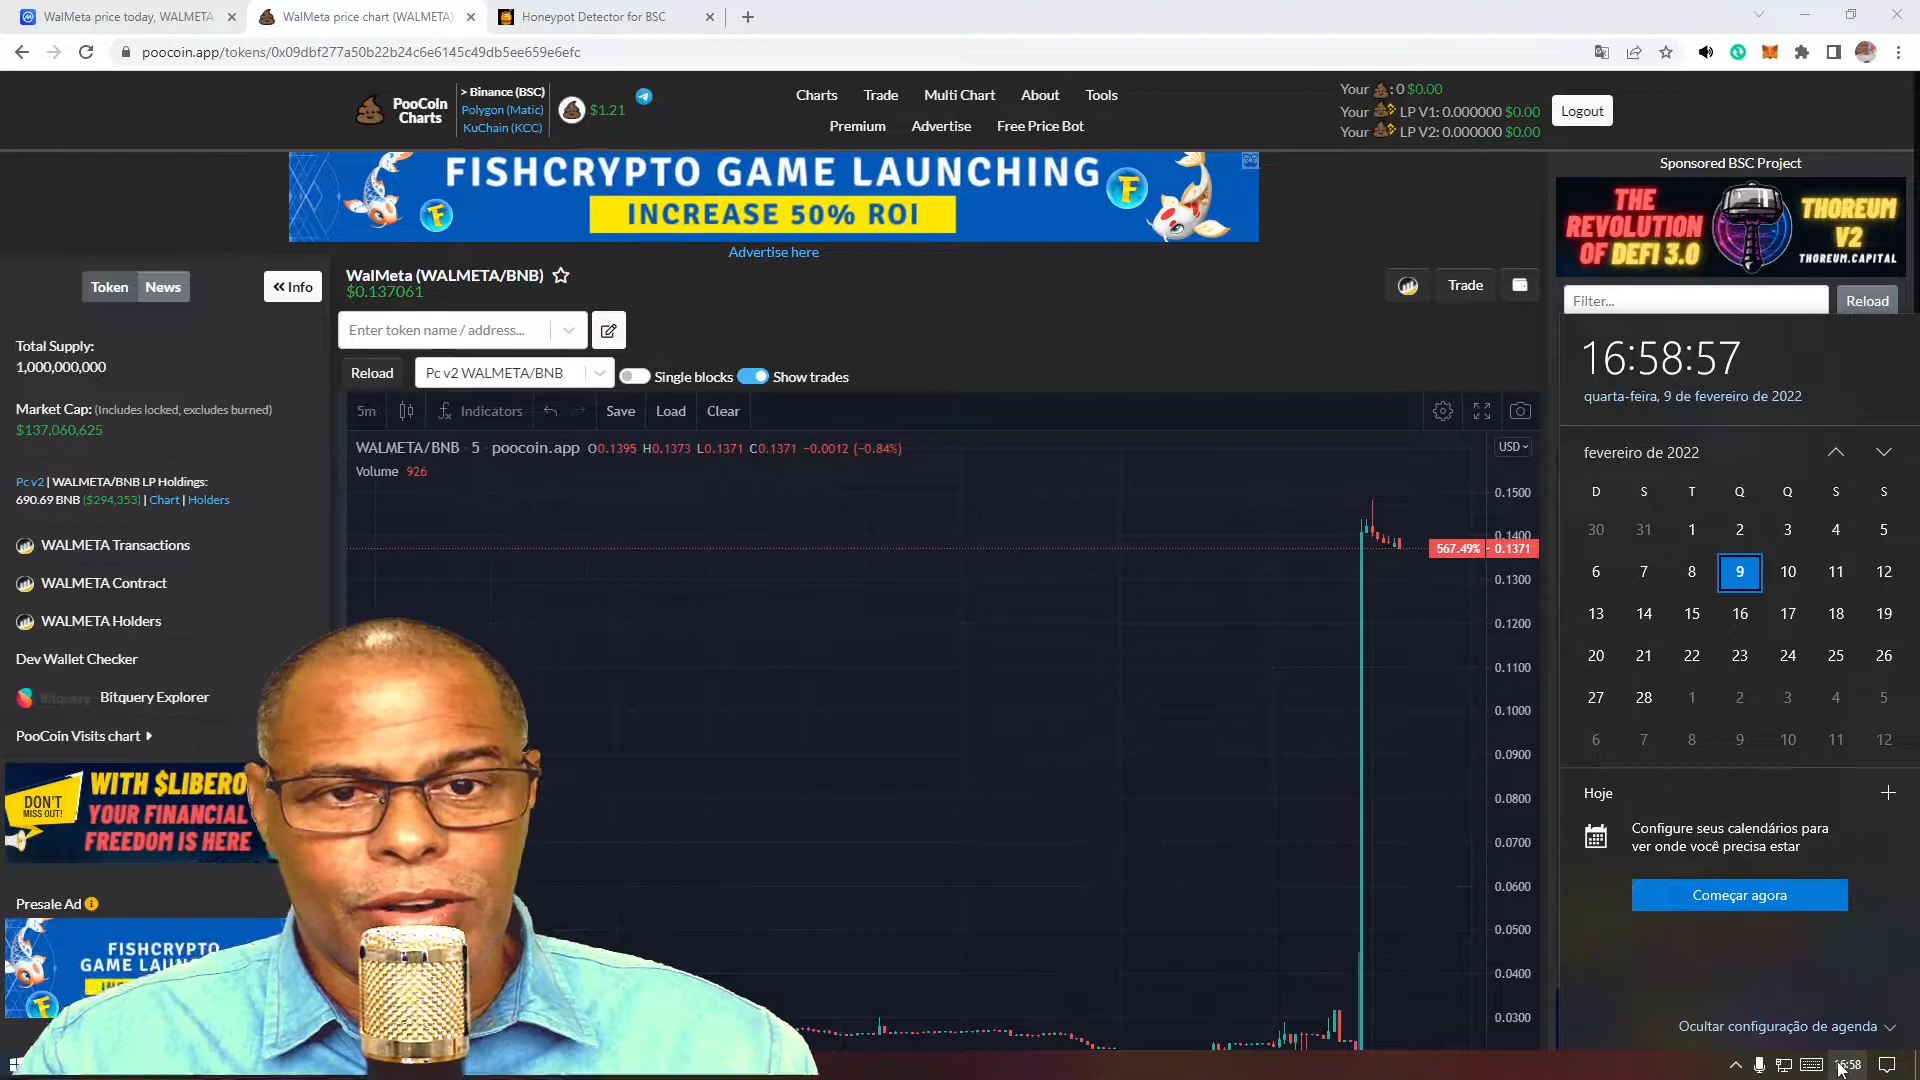 WalMeta price today, WALMETA
WalMeta price chart (WALMETA)
Honeypot Detector for BSC
poocoin.app/tokens/0x09dbf277a50b22b24c6e6145c49db5ee659e6efc
PooCoin
Charts
> Binance (BSC)
Polygon (Matic)
KuChain (KCC)
$1.21
Charts Trade Multi Chart About Tools
Premium Advertise Free Price Bot
Your : 0 $0.00
Your LP V1: 0.000000 $0.00
Your LP V2: 0.000000 $0.00
Logout
FISHCRYPTO GAME LAUNCHING
INCREASE 50% ROI
Advertise here
Sponsored BSC Project
THE
REVOLUTION
OF DEFI 3.0
THOREUM
V2
THOREUM.CAPITAL
Filter...
Reload
Token News
« Info
WalMeta (WALMETA/BNB)
$0.137061
Trade
Enter token name / address...
Reload
Pc v2 WALMETA/BNB
Single blocks
Show trades
Total Supply:
1,000,000,000
Market Cap: (Includes locked, excludes burned)
$137,060,625
Pc v2 | WALMETA/BNB LP Holdings:
690.69 BNB ($294,353) | Chart | Holders
WALMETA Transactions
WALMETA Contract
WALMETA Holders
Dev Wallet Checker
Bitquery Bitquery Explorer
PooCoin Visits chart
DON'T
MISS OUT!
WITH $LIBERO
YOUR FINANCIAL
FREEDOM IS HERE
Presale Ad
FISHCRYPTO
GAME LAUN
5m Indicators Save Load Clear
WALMETA/BNB · 5 · poocoin.app O0.1395 H0.1373 L0.1371 C0.1371 −0.0012 (−0.84%)
Volume 926
USD
0.1500
0.1400
567.49% 0.1371
0.1300
0.1200
0.1100
0.1000
0.0900
0.0800
0.0700
0.0600
0.0500
0.0400
0.0300
16:58:57
quarta-feira, 9 de fevereiro de 2022
fevereiro de 2022
D S T Q Q S S
30 31 1 2 3 4 5
6 7 8 9 10 11 12
13 14 15 16 17 18 19
20 21 22 23 24 25 26
27 28 1 2 3 4 5
6 7 8 9 10 11 12
Hoje
Configure seus calendários para
ver onde você precisa estar
Começar agora
Ocultar configuração de agenda